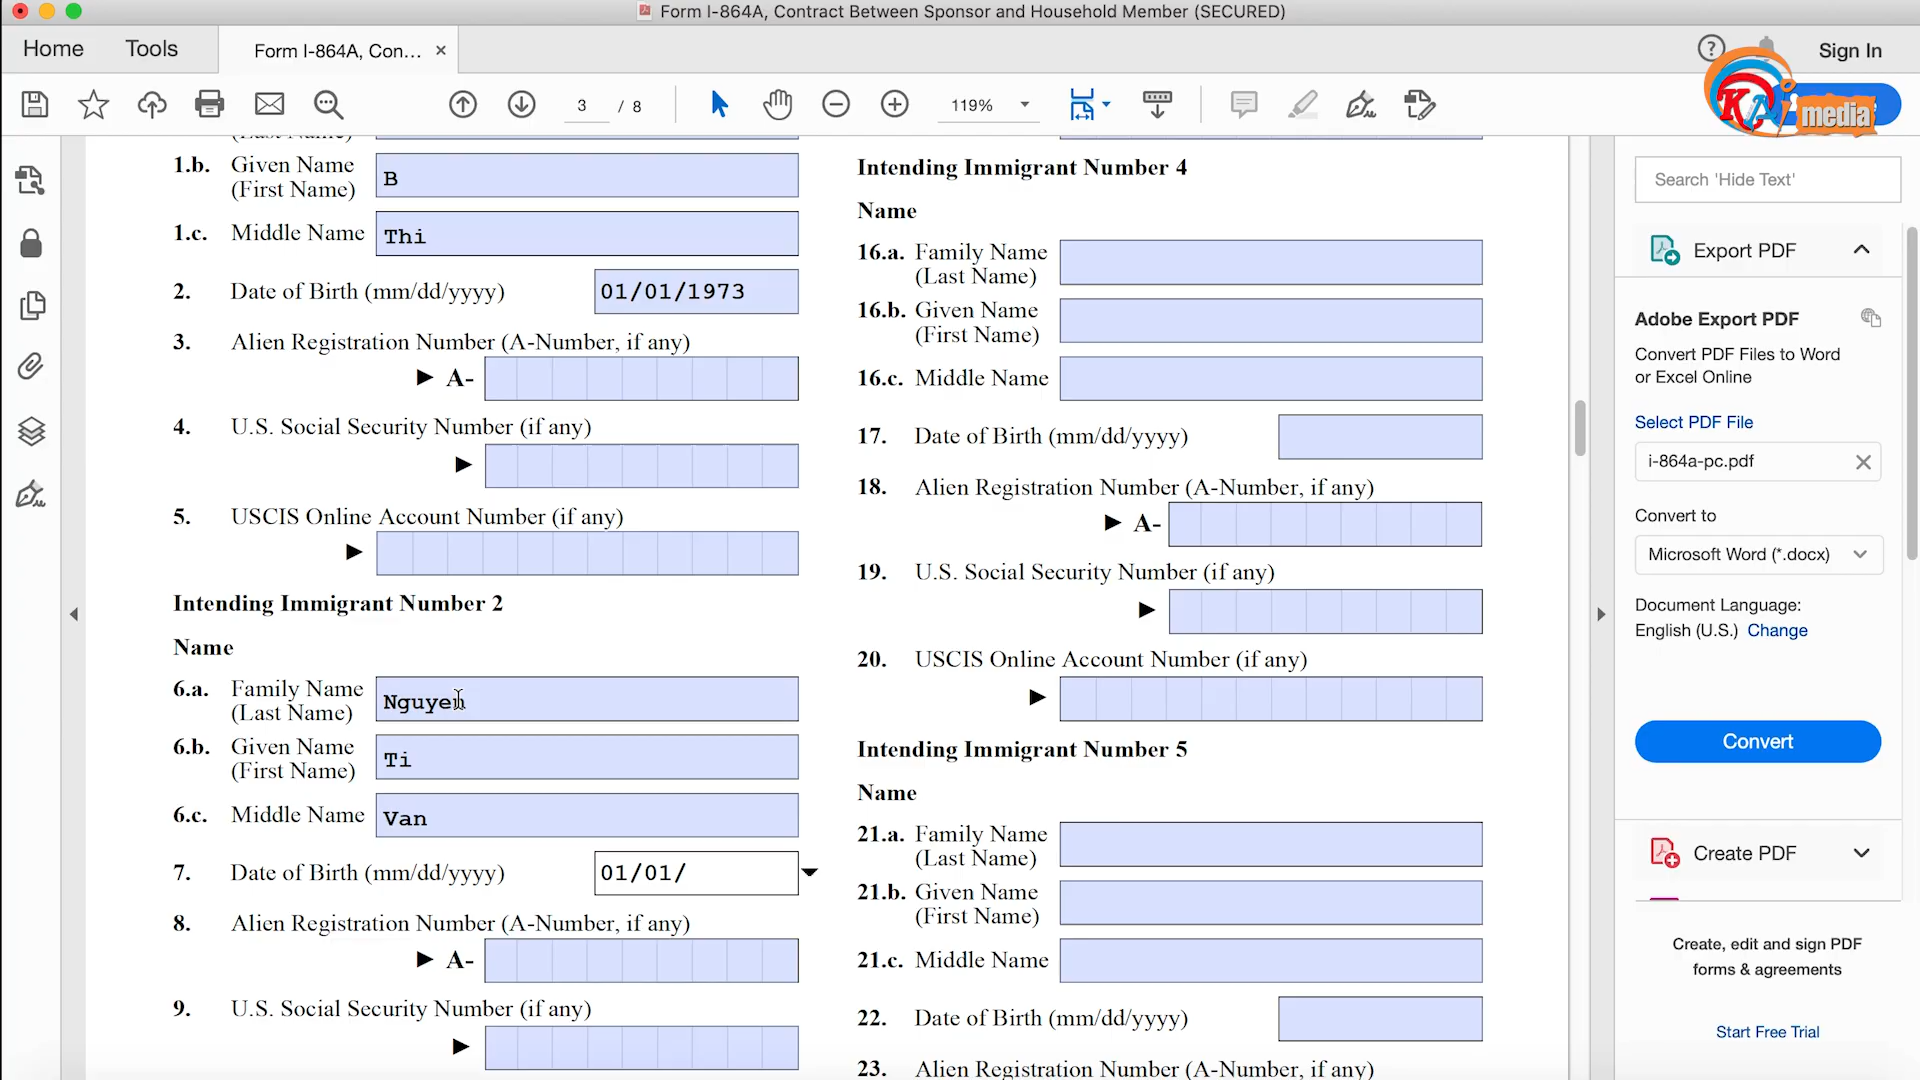 Form I-864A, Contract Between Sponsor and Household Member (SECURED)
Home
Tools
Form I-864A, Con... ×
Sign In
3 / 8
119%
KAI media
1.b. Given Name
(First Name)
B
1.c. Middle Name
Thi
2. Date of Birth (mm/dd/yyyy)
01/01/1973
3. Alien Registration Number (A-Number, if any)
► A-
4. U.S. Social Security Number (if any)
►
5. USCIS Online Account Number (if any)
►
Intending Immigrant Number 2
Name
6.a. Family Name
(Last Name)
Nguyen
6.b. Given Name
(First Name)
Ti
6.c. Middle Name
Van
7. Date of Birth (mm/dd/yyyy)
01/01/
8. Alien Registration Number (A-Number, if any)
► A-
9. U.S. Social Security Number (if any)
►
Intending Immigrant Number 4
Name
16.a. Family Name
(Last Name)
16.b. Given Name
(First Name)
16.c. Middle Name
17. Date of Birth (mm/dd/yyyy)
18. Alien Registration Number (A-Number, if any)
► A-
19. U.S. Social Security Number (if any)
►
20. USCIS Online Account Number (if any)
►
Intending Immigrant Number 5
Name
21.a. Family Name
(Last Name)
21.b. Given Name
(First Name)
21.c. Middle Name
22. Date of Birth (mm/dd/yyyy)
23. Alien Registration Number (A-Number, if any)
Search 'Hide Text'
Export PDF
Adobe Export PDF
Convert PDF Files to Word
or Excel Online
Select PDF File
i-864a-pc.pdf
Convert to
Microsoft Word (*.docx)
Document Language:
English (U.S.) Change
Convert
Create PDF
Create, edit and sign PDF
forms & agreements
Start Free Trial